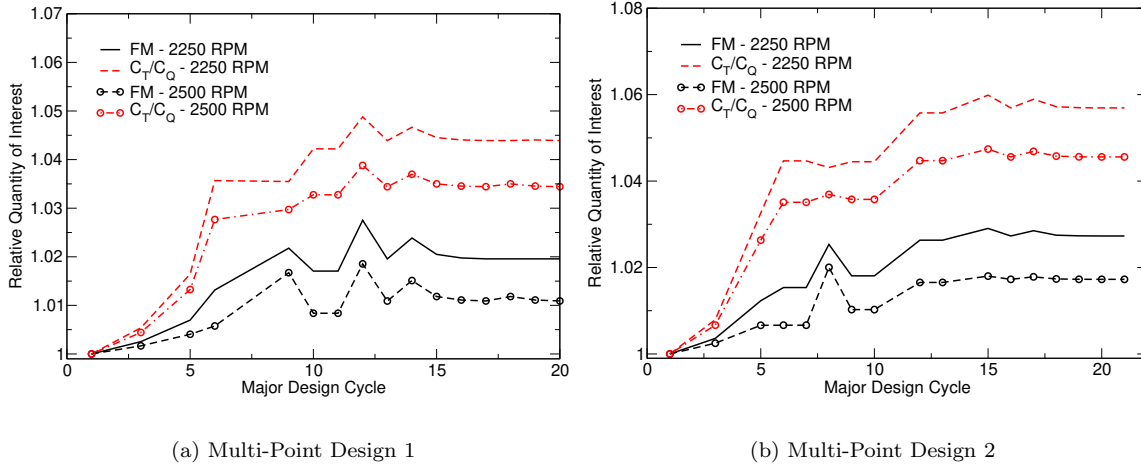 1.07
1.06
1.05
1.04
1.03
1.02
1.01
1
Relative Quantity of Interest
FM - 2250 RPM
C_T/C_Q - 2250 RPM
FM - 2500 RPM
C_T/C_Q - 2500 RPM
0 5 10 15 20
Major Design Cycle
(a) Multi-Point Design 1
1.08
1.06
1.04
1.02
1
Relative Quantity of Interest
FM - 2250 RPM
C_T/C_Q - 2250 RPM
FM - 2500 RPM
C_T/C_Q - 2500 RPM
0 5 10 15 20
Major Design Cycle
(b) Multi-Point Design 2